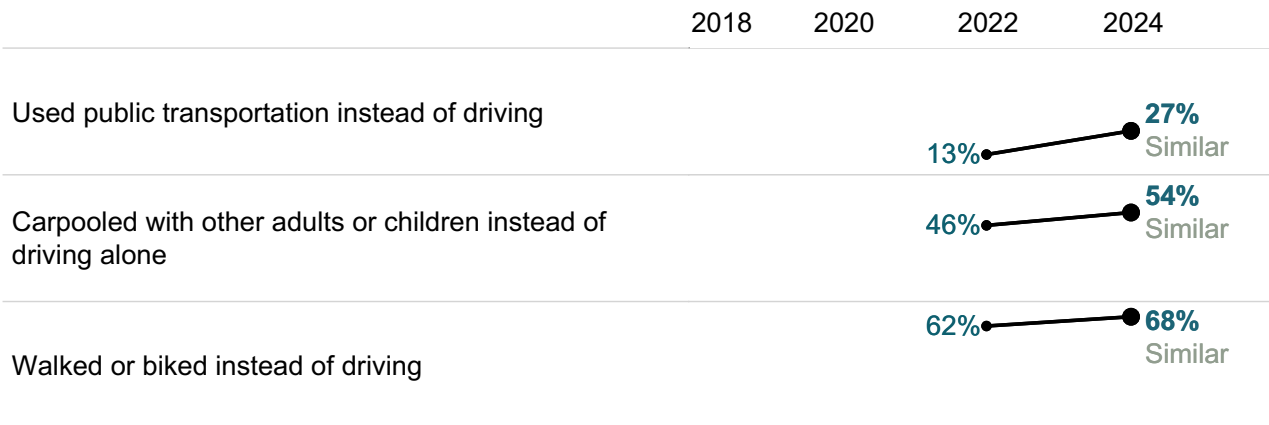 2018 2020 2022 2024
Used public transportation instead of driving
27%
13%
Similar
54%
Carpooled with other adults or children instead of
driving alone
46%
Similar
62%
68%
Similar
Walked or biked instead of driving